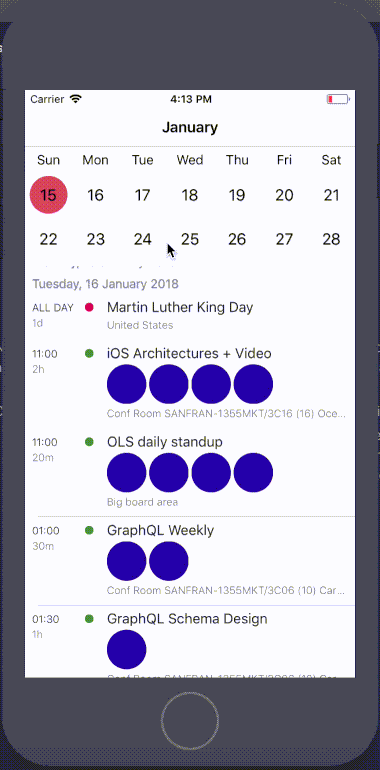 Carrier 4:13 PM
January
Sun Mon Tue Wed Thu Fri Sat
15 16 17 18 19 20 21
22 23 24 25 26 27 28
Tuesday, 16 January 2018
ALL DAY Martin Luther King Day
1d United States
11:00 iOS Architectures + Video
2h
Conf Room SANFRAN-1355MKT/3C16 (16) Oce...
11:00 OLS daily standup
20m
Big board area
01:00 GraphQL Weekly
30m
Conf Room SANFRAN-1355MKT/3C06 (10) Car...
01:30 GraphQL Schema Design
1h